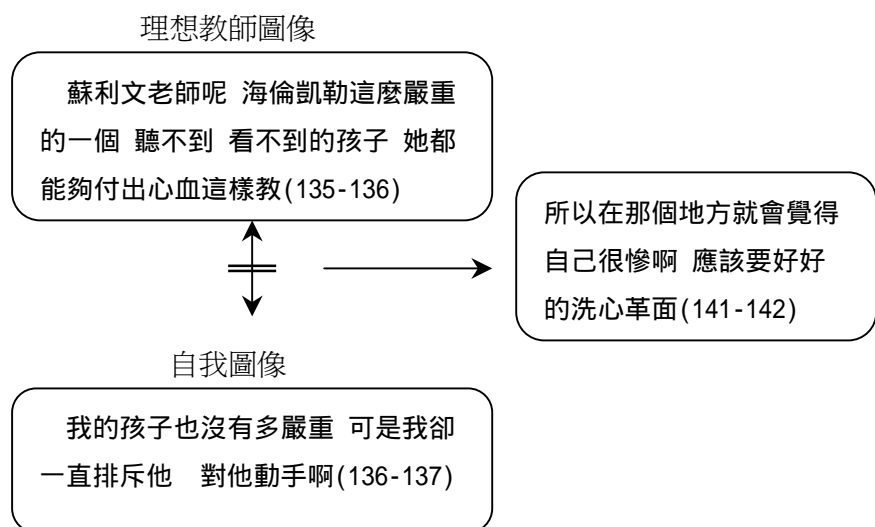 理想教師圖像
蘇利文老師呢 海倫凱勒這麼嚴重
的一個 聽不到 看不到的孩子 她都
能夠付出心血這樣教(135-136)
所以在那個地方就會覺得
自己很慘啊 應該要好好
的洗心革面(141-142)
自我圖像
我的孩子也沒有多嚴重 可是我卻
一直排斥他 對他動手啊(136-137)